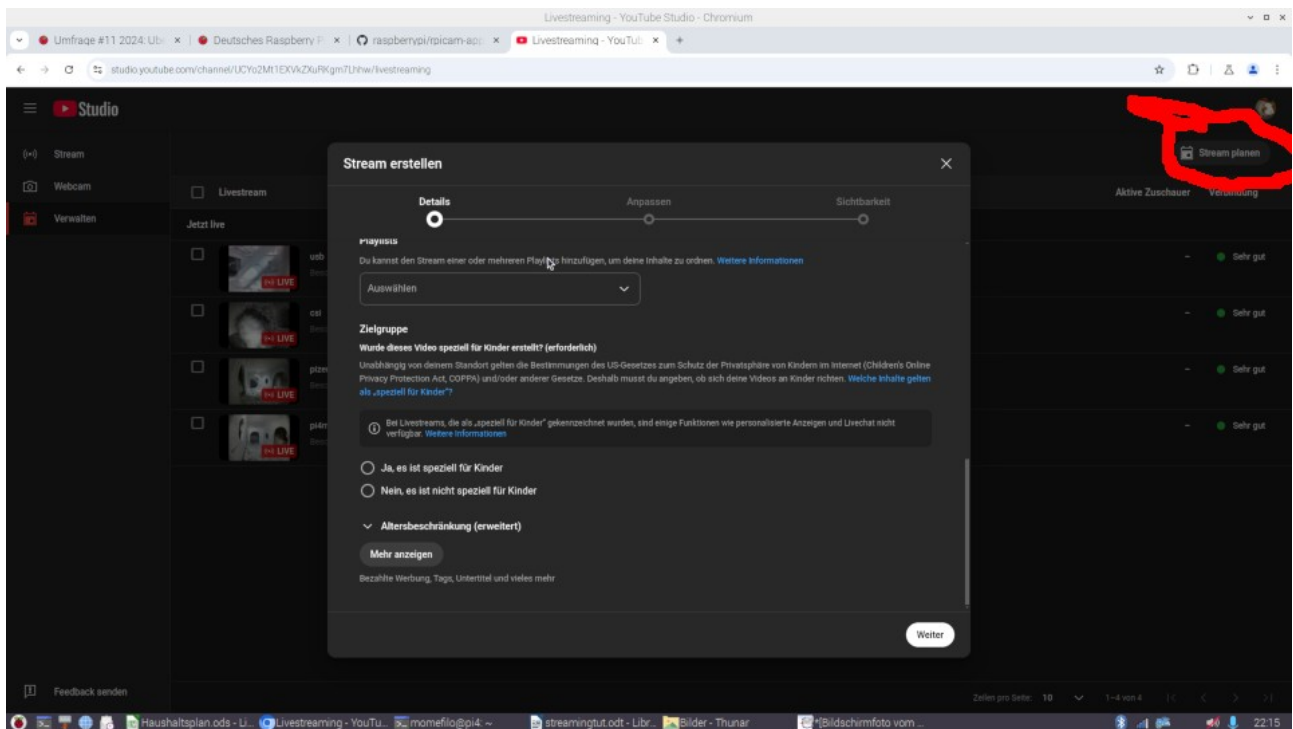 Livestreaming - YouTube Studio - Chromium
Umfrage #11 2024: Üb
Deutsches Raspberry P
raspberrypi/rpicam-app
Livestreaming - YouTub
studio.youtube.com/channel/UCYo2Mt1EXVkZXuRKgm7Lhhw/livestreaming
Studio
Stream planen
Stream
Webcam
Verwalten
Livestream
Aktive Zuschauer
Verbindung
Jetzt live
usb
LIVE
Sehr gut
csi
LIVE
Sehr gut
pizer
LIVE
Sehr gut
pi4m
LIVE
Sehr gut
Stream erstellen
Details
Anpassen
Sichtbarkeit
Playlists
Du kannst den Stream einer oder mehreren Playlists hinzufügen, um deine Inhalte zu ordnen. Weitere Informationen
Auswählen
Zielgruppe
Wurde dieses Video speziell für Kinder erstellt? (erforderlich)
Unabhängig von deinem Standort gelten die Bestimmungen des US-Gesetzes zum Schutz der Privatsphäre von Kindern im Internet (Children's Online
Privacy Protection Act, COPPA) und/oder anderer Gesetze. Deshalb musst du angeben, ob sich deine Videos an Kinder richten. Welche Inhalte gelten
als „speziell für Kinder"?
Bei Livestreams, die als „speziell für Kinder" gekennzeichnet wurden, sind einige Funktionen wie personalisierte Anzeigen und Livechat nicht
verfügbar. Weitere Informationen
Ja, es ist speziell für Kinder
Nein, es ist nicht speziell für Kinder
Altersbeschränkung (erweitert)
Mehr anzeigen
Bezahlte Werbung, Tags, Untertitel und vieles mehr
Weiter
Feedback senden
Zeilen pro Seite: 10
1–4 von 4
Haushaltsplan.ods - Li...
Livestreaming - YouTu...
momefilo@pi4: ~
streamingtut.odt - Libr...
Bilder - Thunar
*[Bildschirmfoto vom ...
22:15